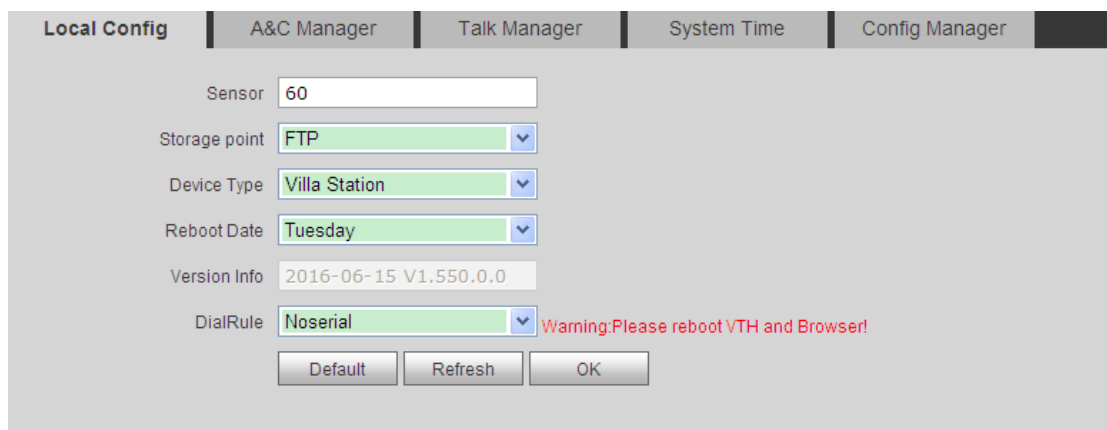 Local Config A&C Manager Talk Manager System Time Config Manager
Sensor 60
Storage point FTP
Device Type Villa Station
Reboot Date Tuesday
Version Info 2016-06-15 V1.550.0.0
DialRule Noserial Warning:Please reboot VTH and Browser!
Default Refresh OK